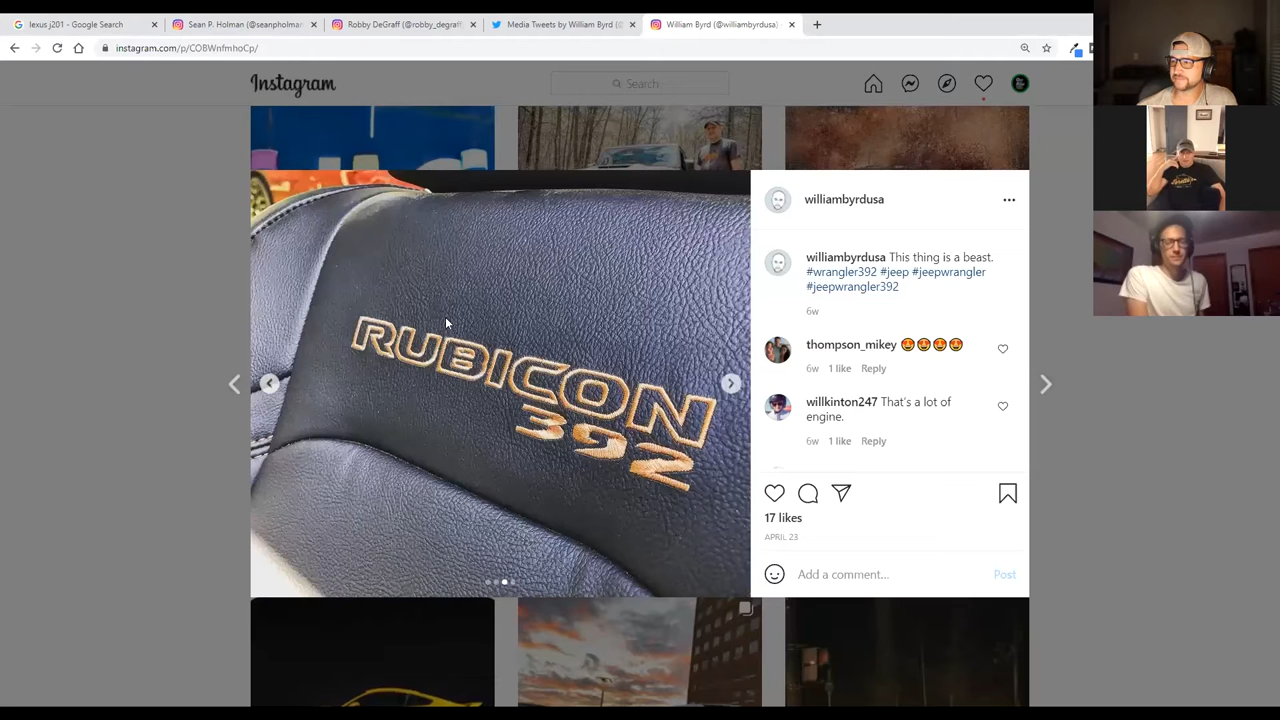 lexus j201 - Google Search
Sean P. Holman (@seanpholman
Robby DeGraff (@robby_degraff
Media Tweets by William Byrd (@
William Byrd (@williambyrdusa)
instagram.com/p/COBWnfmhoCp/
Instagram
Search
RUBICON
392
williambyrdusa
williambyrdusa This thing is a beast.
#wrangler392 #jeep #jeepwrangler
#jeepwrangler392
6w
thompson_mikey 😍😍😍😍
6w 1 like Reply
willkinton247 That's a lot of
engine.
6w 1 like Reply
17 likes
APRIL 23
Add a comment...
Post